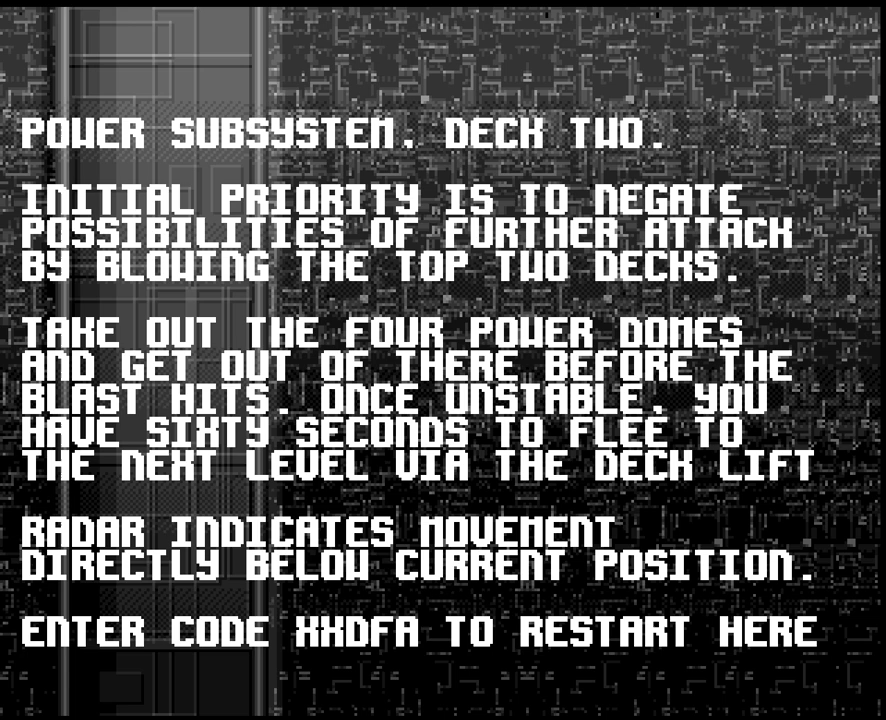 POWER SUBSYSTEM. DECK TWO.
INITIAL PRIORITY IS TO NEGATE
POSSIBILITIES OF FURTHER ATTACK
BY BLOWING THE TOP TWO DECKS.
TAKE OUT THE FOUR POWER DOMES
AND GET OUT OF THERE BEFORE THE
BLAST HITS. ONCE UNSTABLE. YOU
HAVE SIXTY SECONDS TO FLEE TO
THE NEXT LEVEL VIA THE DECK LIFT
RADAR INDICATES MOVEMENT
DIRECTLY BELOW CURRENT POSITION.
ENTER CODE XXDFA TO RESTART HERE